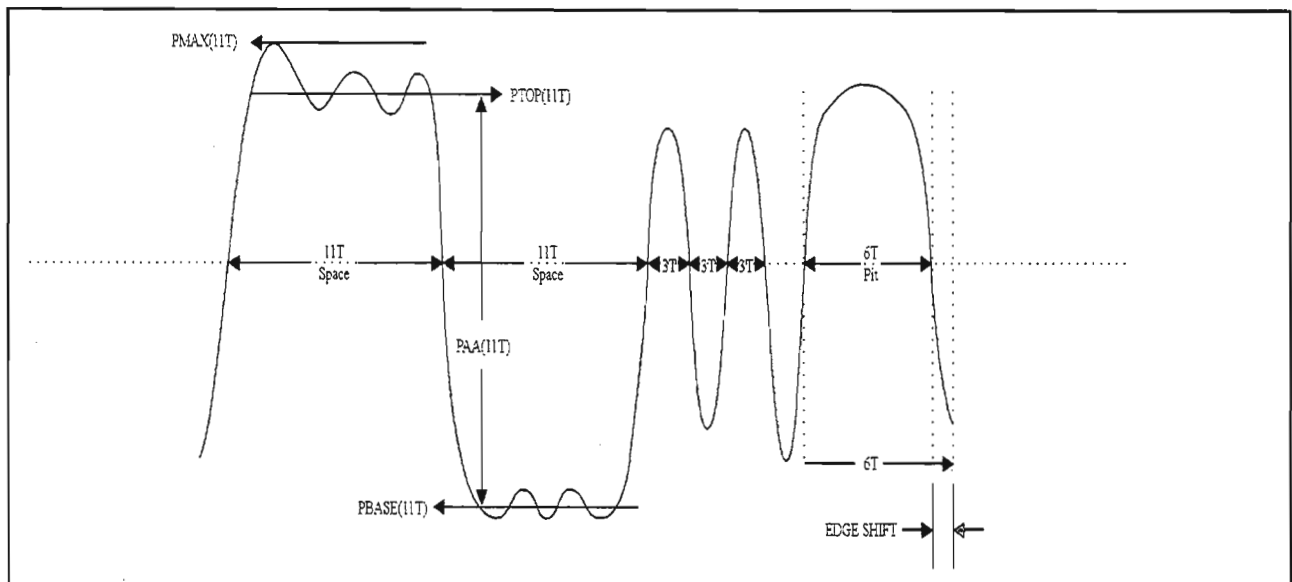 PMAX(11T)
PTOP(11T)
11T
Space
11T
Space
3T
3T
3T
6T
Pit
PAA(11T)
6T
PBASE(11T)
EDGE SHIFT